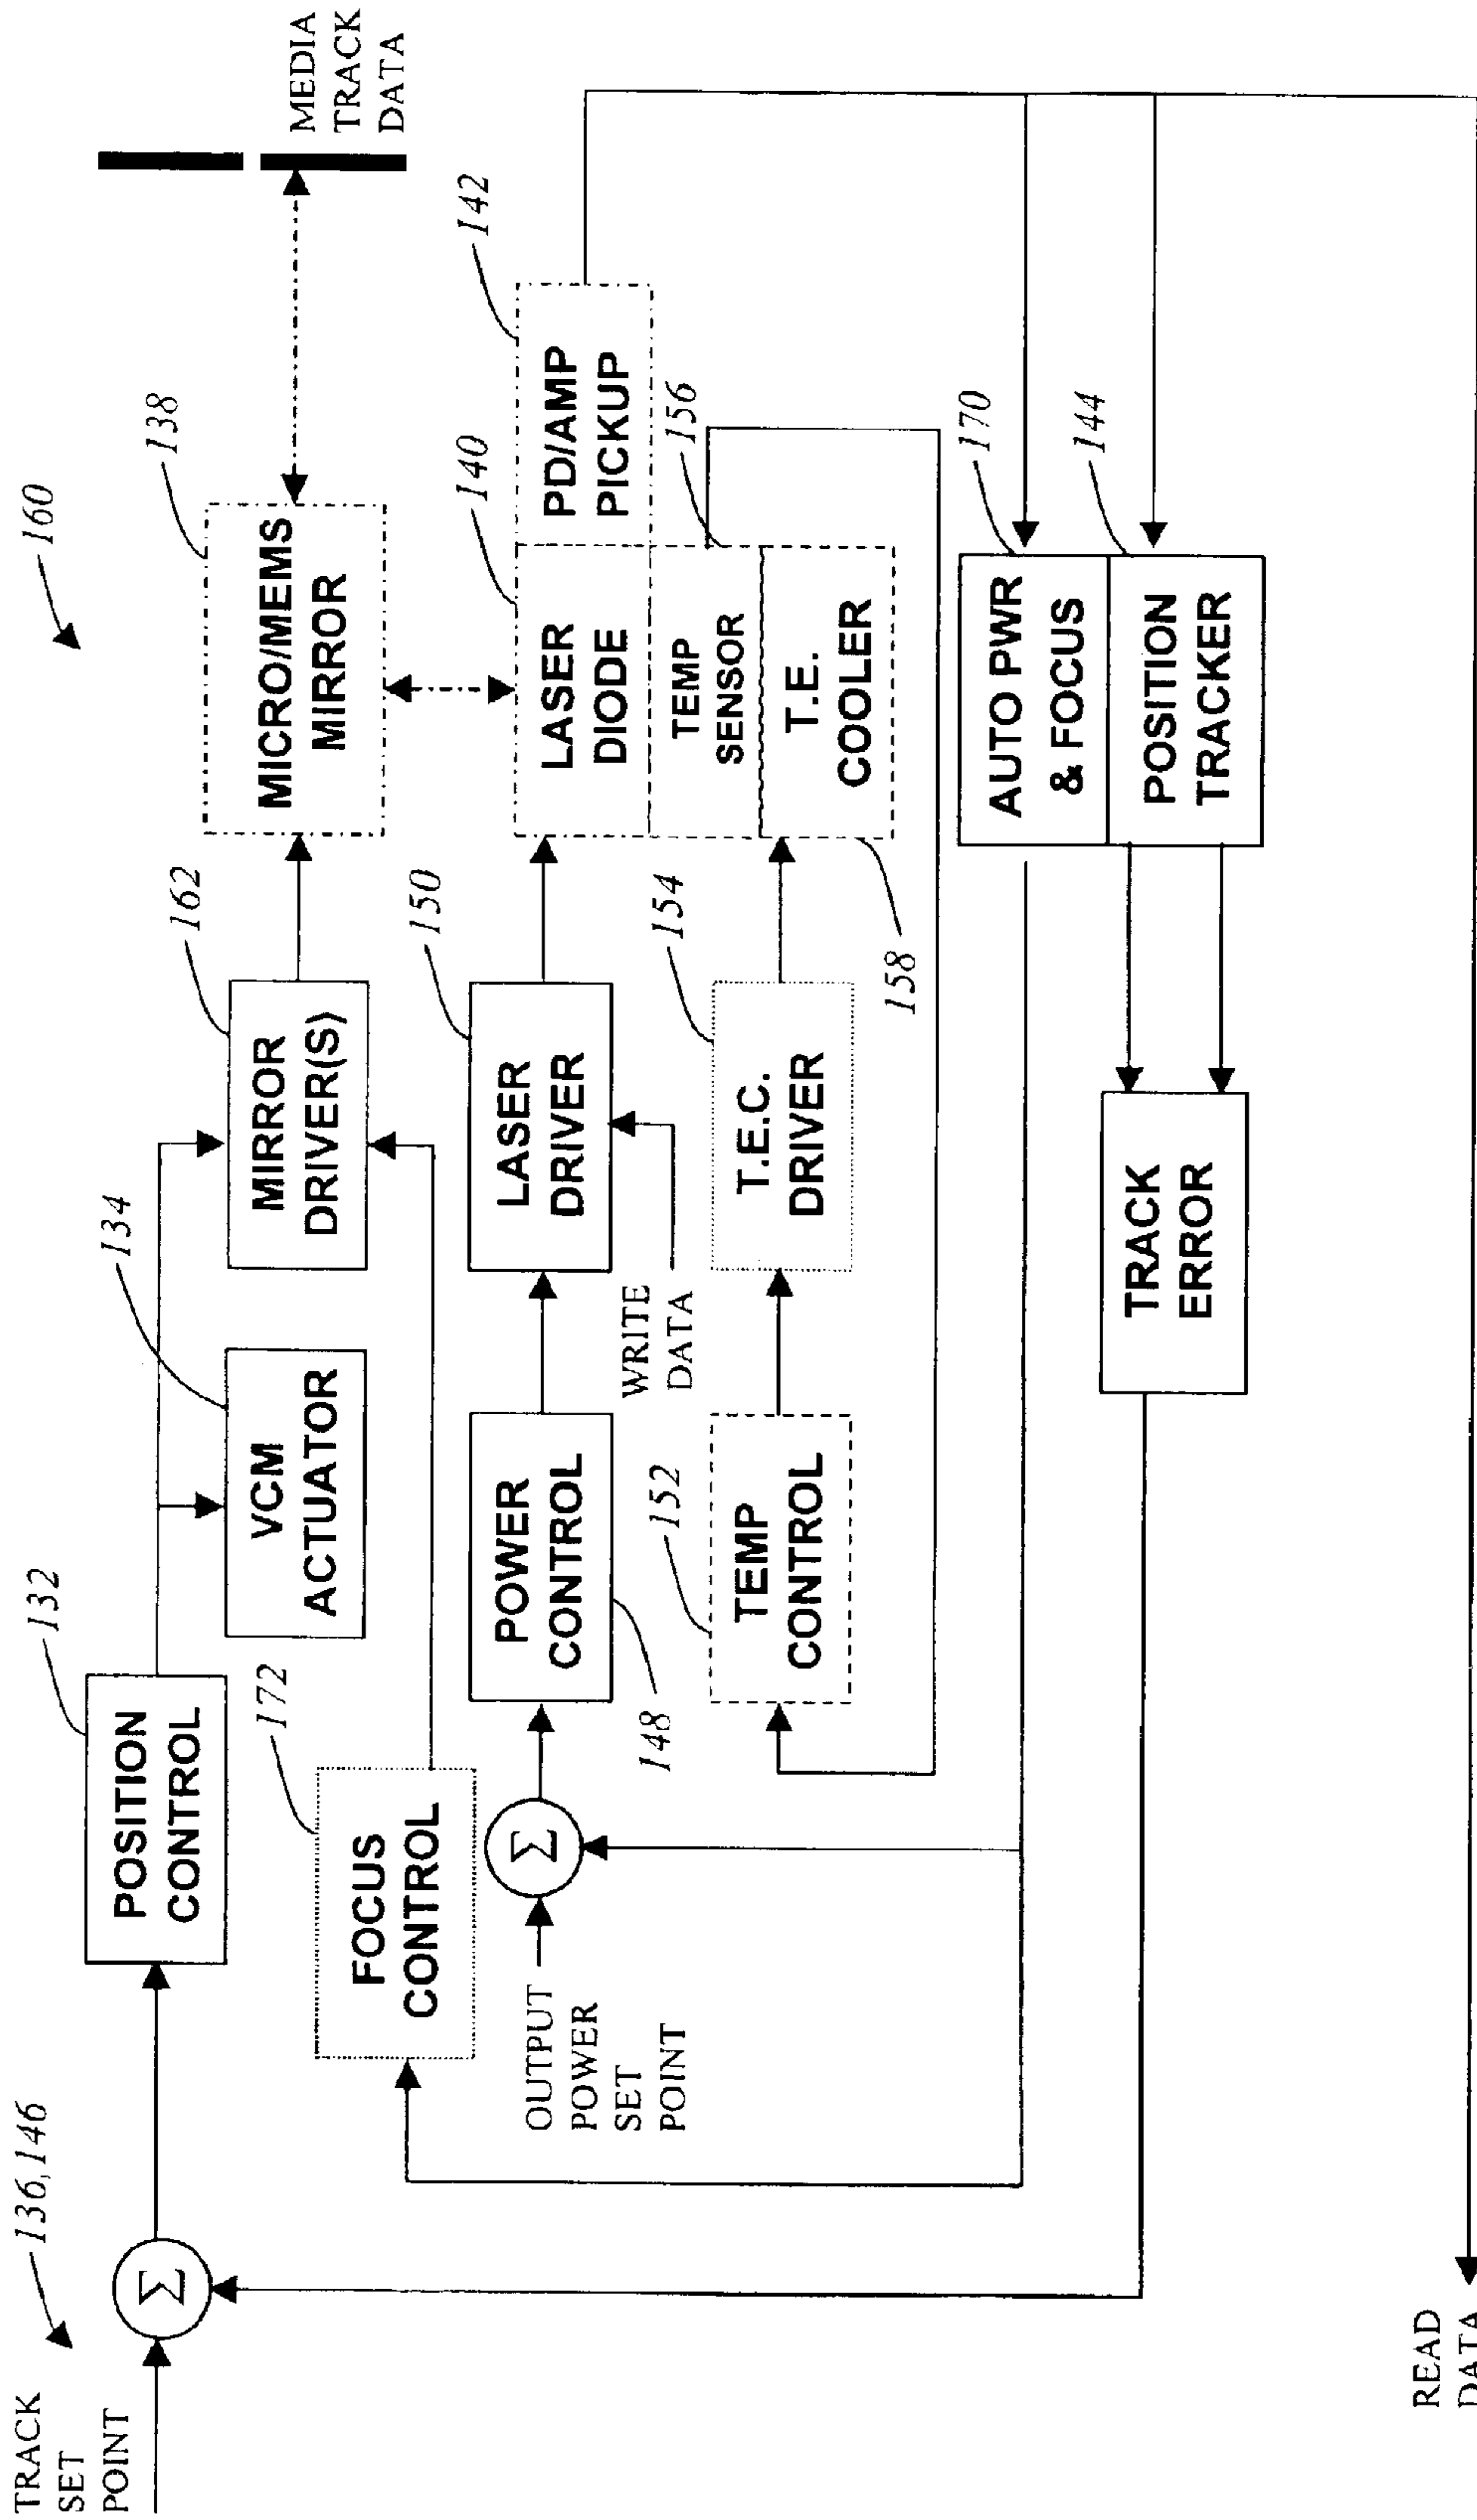 160
TRACK
SET
POINT
136,146
Σ
132
POSITION
CONTROL
134
VCM
ACTUATOR
162
MIRROR
DRIVER(S)
138
MICRO/MEMS
MIRROR
MEDIA
TRACK
DATA
172
FOCUS
CONTROL
OUTPUT
POWER
SET
POINT
Σ
148
POWER
CONTROL
150
LASER
DRIVER
WRITE
DATA
140
LASER
DIODE
142
PD/AMP
PICKUP
TEMP
SENSOR
156
T.E.
COOLER
158
152
TEMP
CONTROL
154
T.E.C.
DRIVER
170
AUTO PWR
& FOCUS
144
POSITION
TRACKER
TRACK
ERROR
READ
DATA